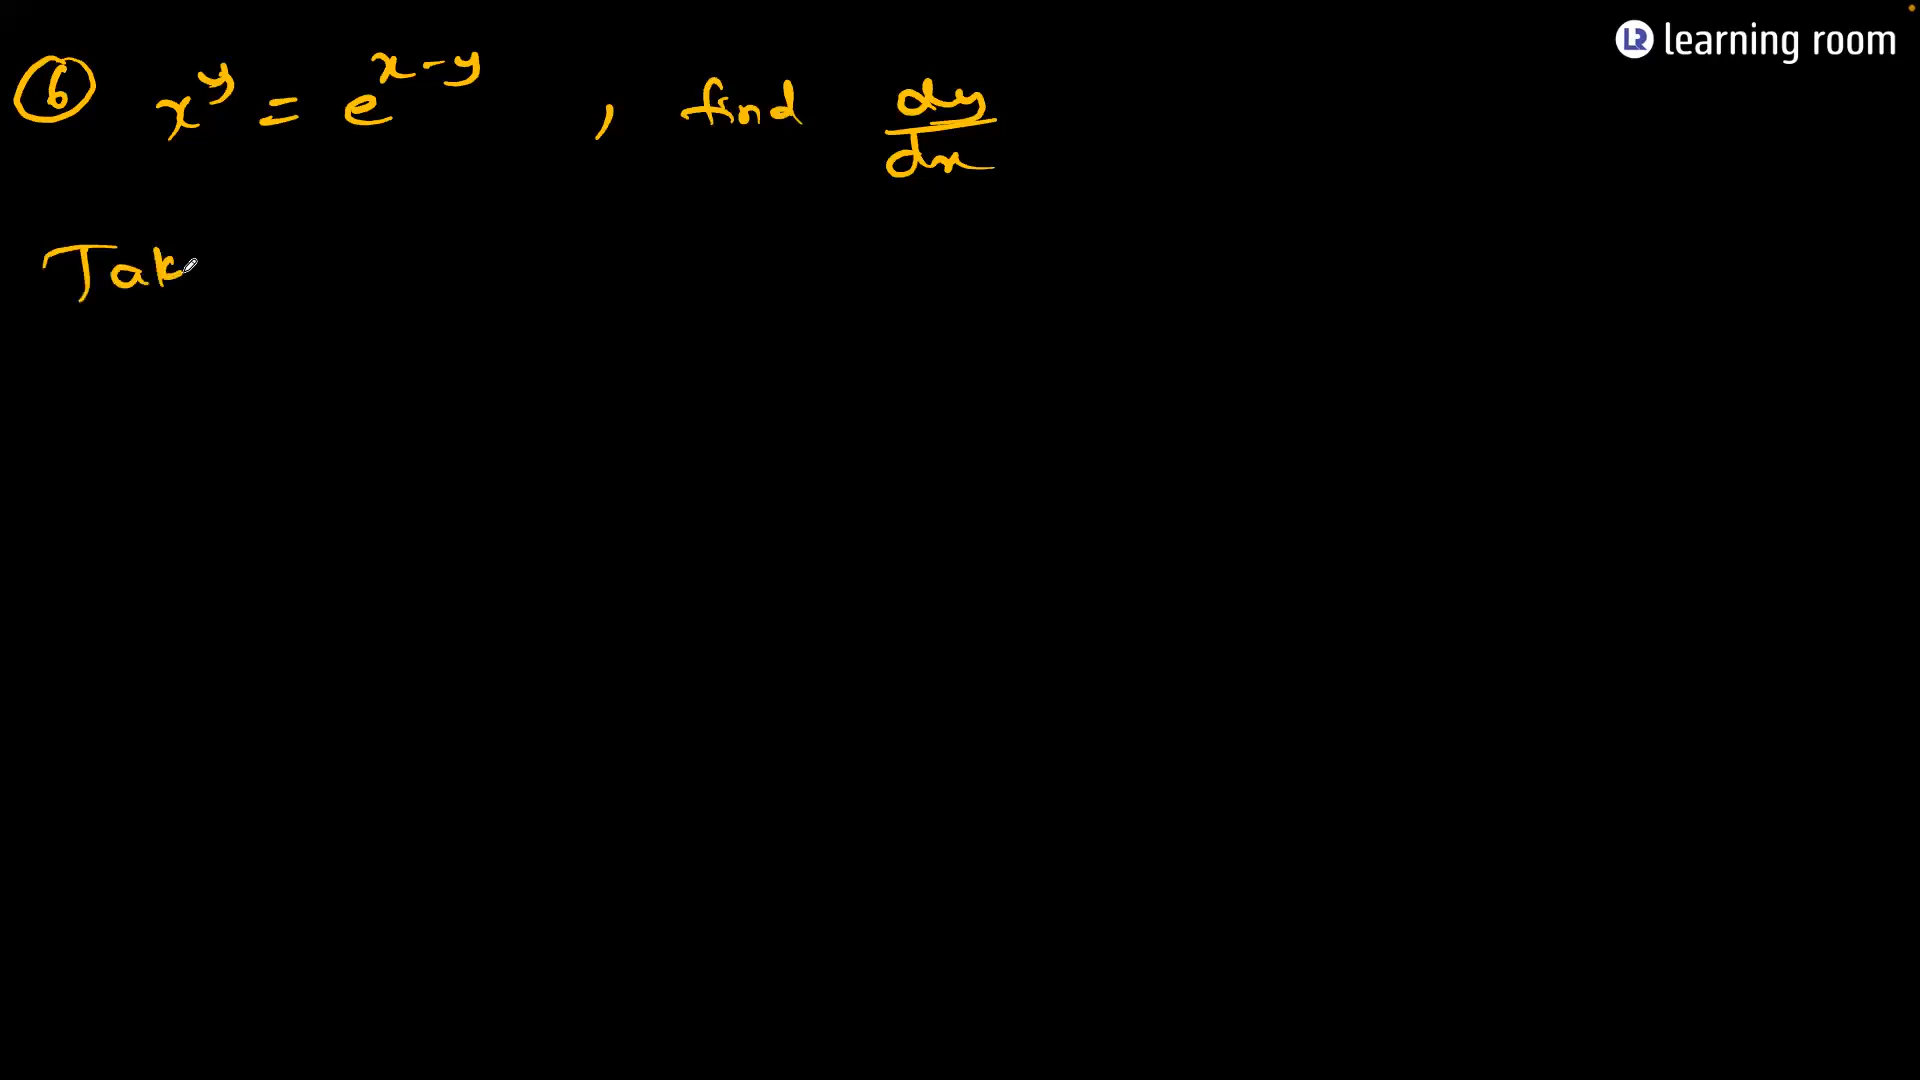 learning room
⑥ x^y = e^(x-y) , find dy/dx
Tak